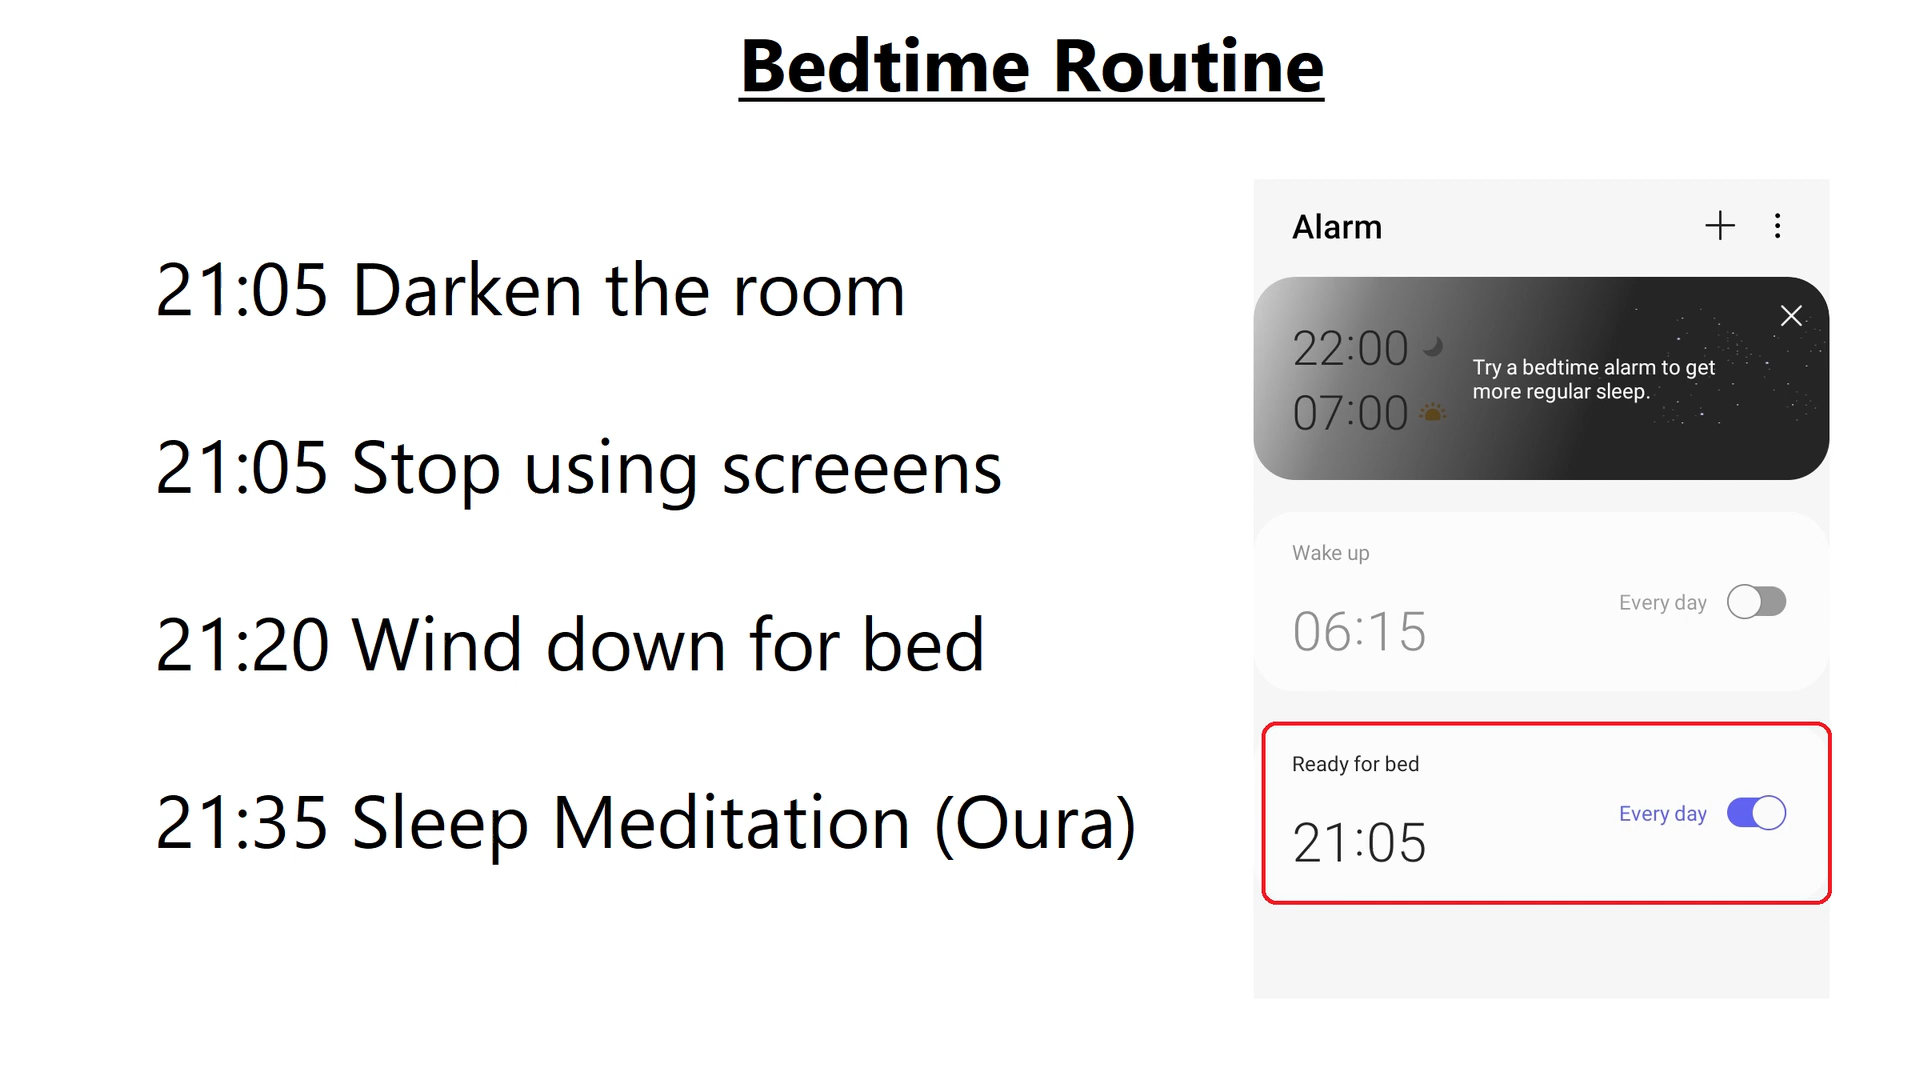 Bedtime Routine
21:05 Darken the room
21:05 Stop using screeens
21:20 Wind down for bed
21:35 Sleep Meditation (Oura)
Alarm
22:00
07:00
Try a bedtime alarm to get
more regular sleep.
Wake up
06:15
Every day
Ready for bed
21:05
Every day